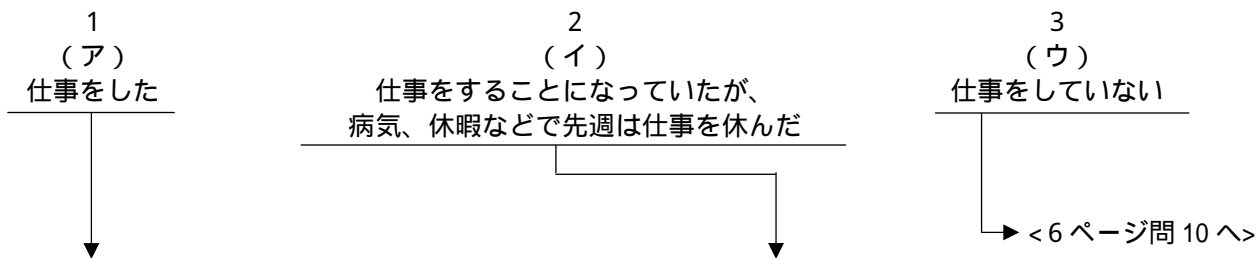 1
(ア)
仕事をした
2
(イ)
仕事をすることになっていたが、
病気、休暇などで先週は仕事を休んだ
3
(ウ)
仕事をしていない
<6 ページ問 10 へ>